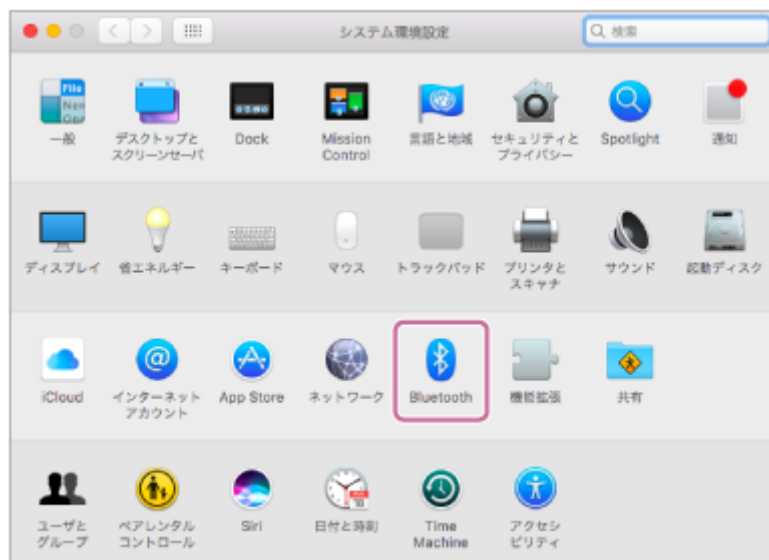 システム環境設定
検索
File
New
Ope
一般
デスクトップと
スクリーンセーバ
Dock
Mission
Control
言語と地域
セキュリティと
プライバシー
Spotlight
通知
ディスプレイ
省エネルギー
キーボード
マウス
トラックパッド
プリンタと
スキャナ
サウンド
起動ディスク
iCloud
インターネット
アカウント
App Store
ネットワーク
Bluetooth
機能拡張
共有
ユーザと
グループ
ペアレンタル
コントロール
Siri
日付と時刻
Time
Machine
アクセシ
ビリティ